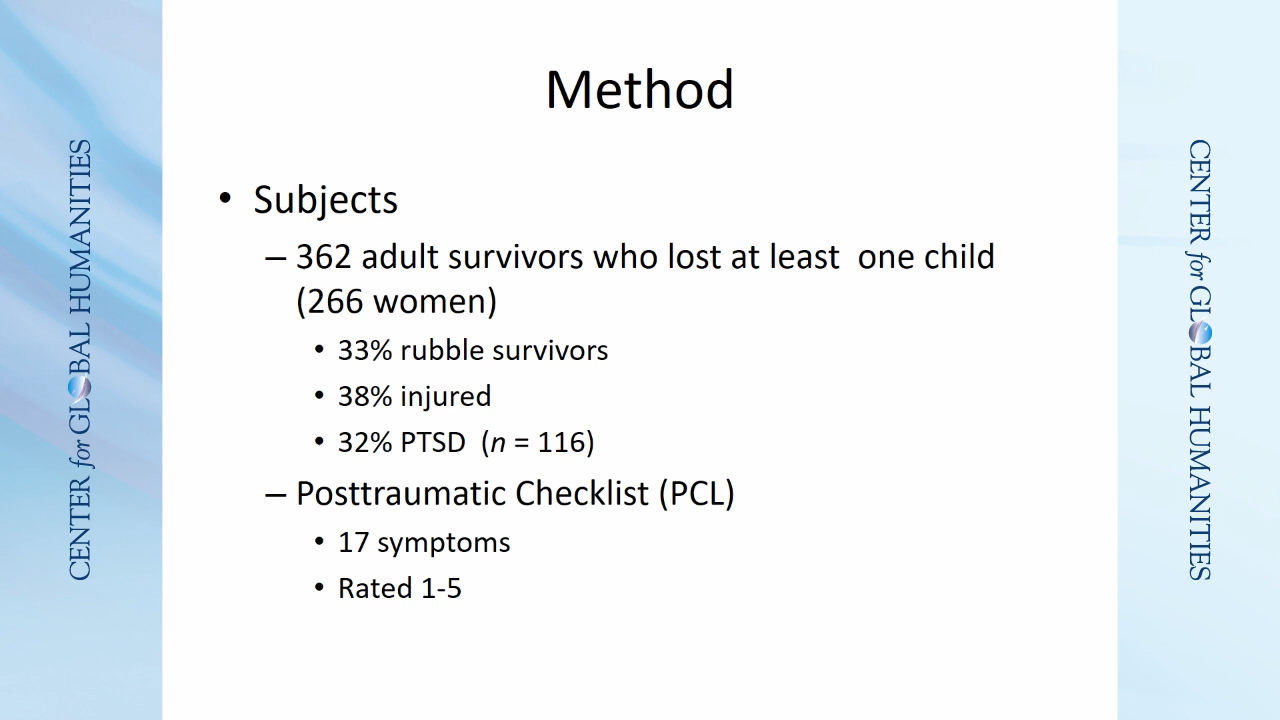 CENTER for GLOBAL HUMANITIES
Method
• Subjects
– 362 adult survivors who lost at least  one child
(266 women)
• 33% rubble survivors
• 38% injured
• 32% PTSD  (n = 116)
– Posttraumatic Checklist (PCL)
• 17 symptoms
• Rated 1-5
CENTER for GLOBAL HUMANITIES